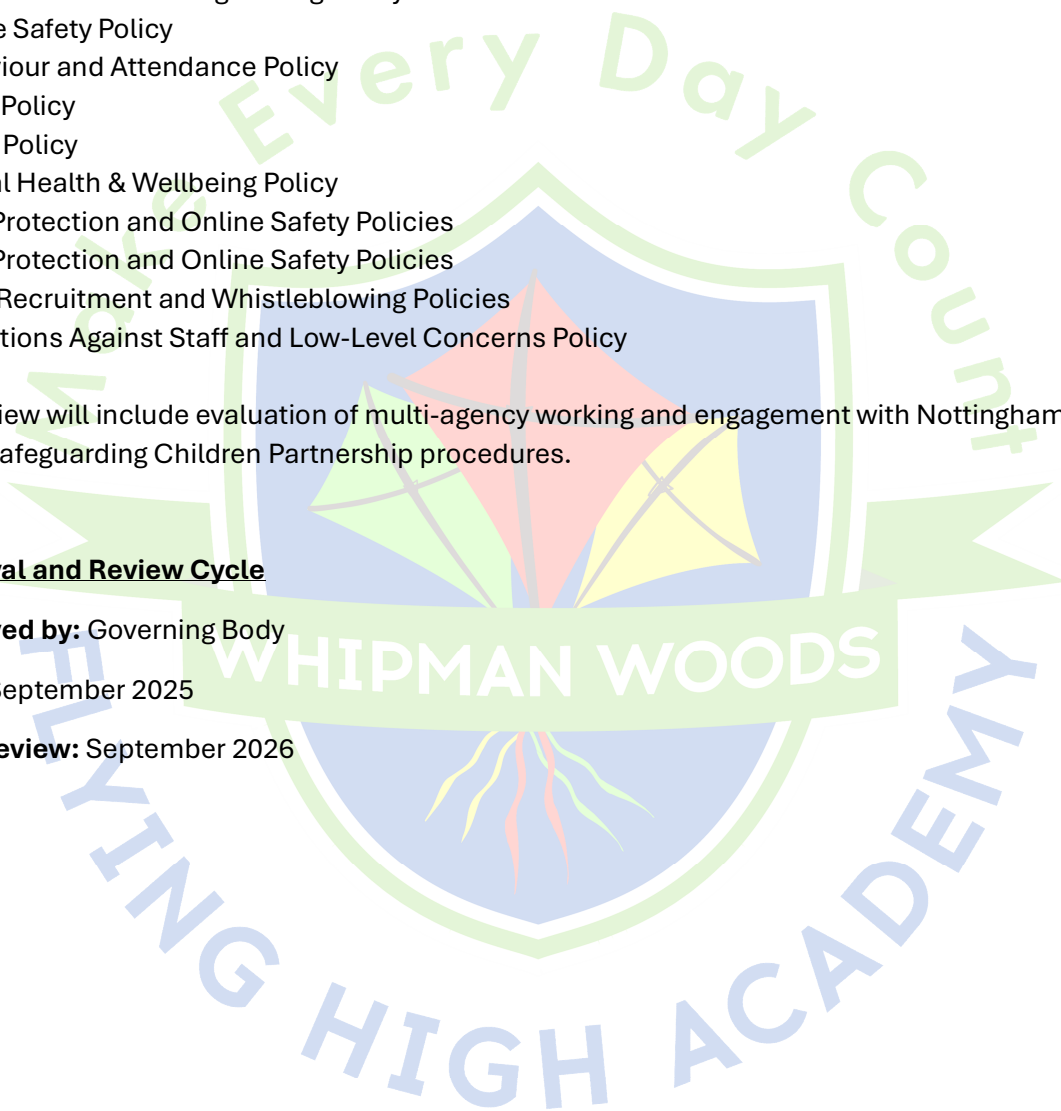 e Safety Policy
iour and Attendance Policy
Policy
Policy
l Health & Wellbeing Policy
Protection and Online Safety Policies
Protection and Online Safety Policies
Recruitment and Whistleblowing Policies
tions Against Staff and Low-Level Concerns Policy
iew will include evaluation of multi-agency working and engagement with Nottingham
afeguarding Children Partnership procedures.
val and Review Cycle
ved by: Governing Body
September 2025
eview: September 2026
Make Every Day Count
WHIPMAN WOODS
FLYING HIGH ACADEMY